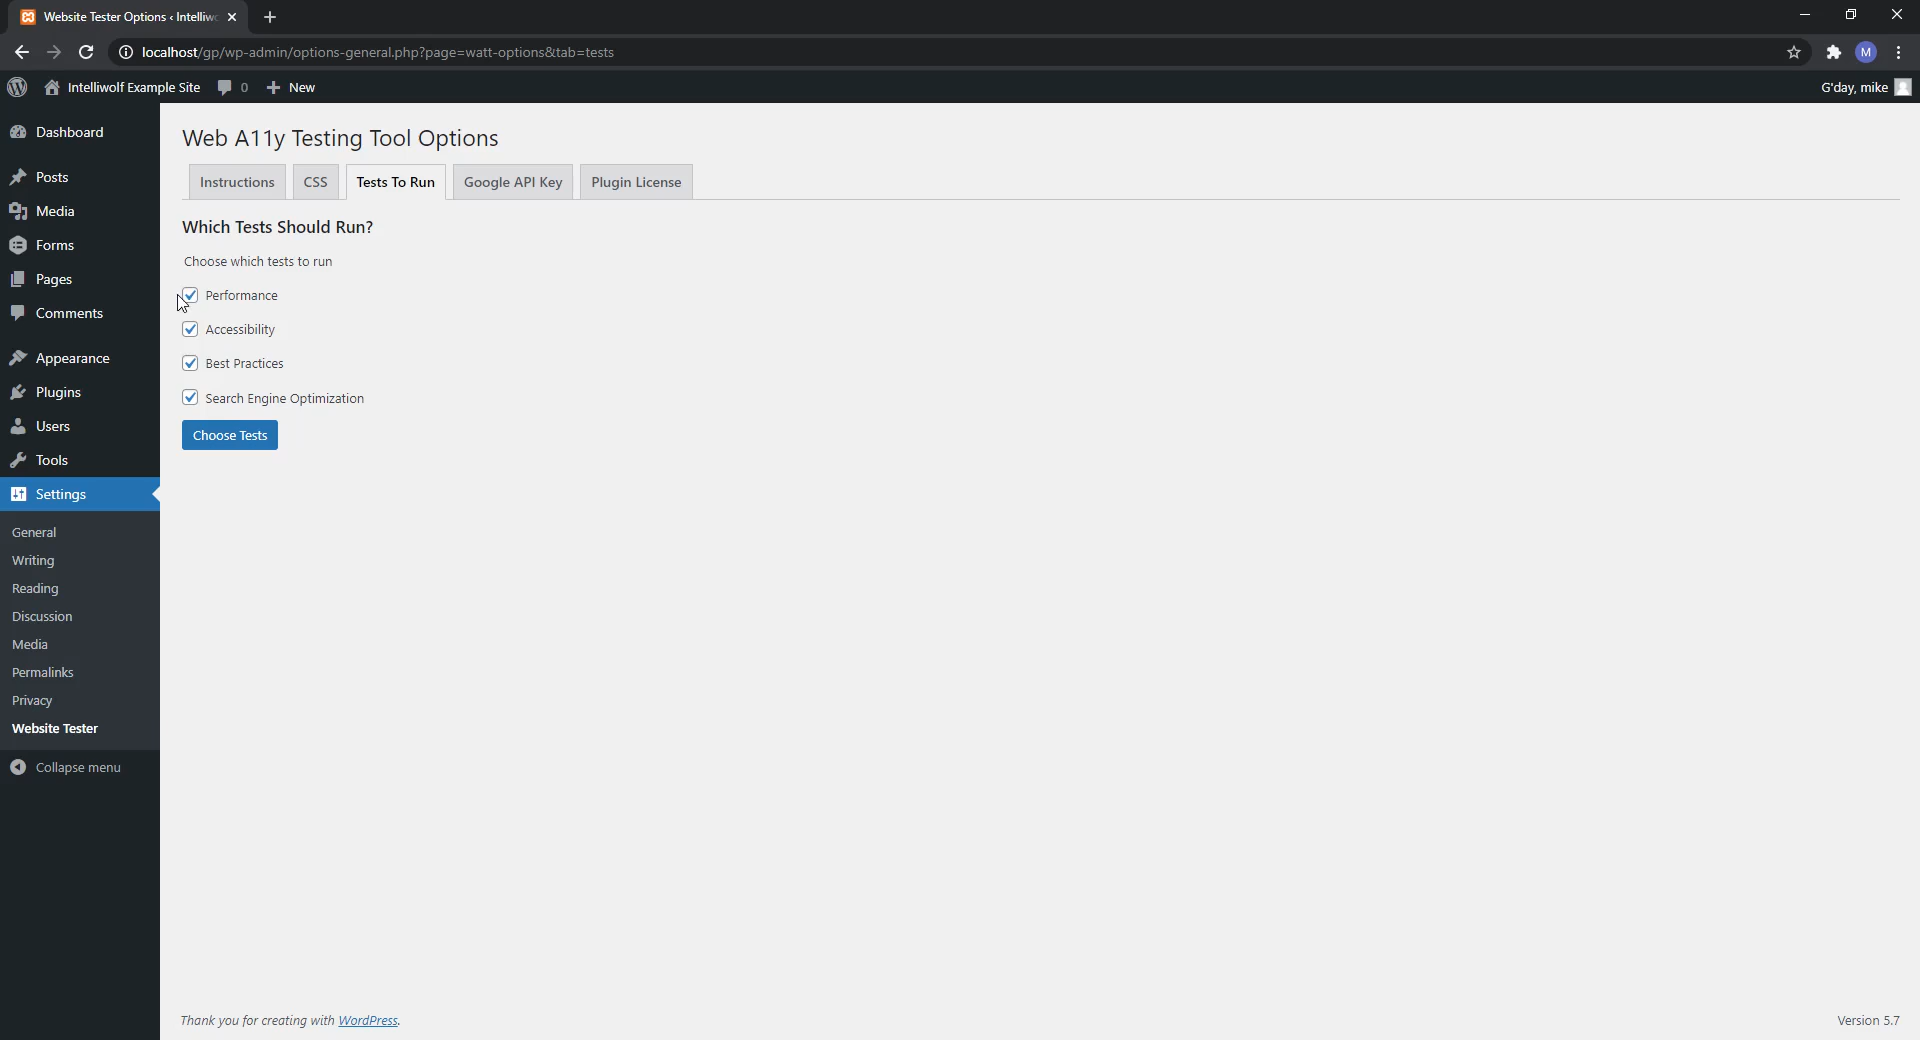 Website Tester Options ‹ Intelliwo
localhost/gp/wp-admin/options-general.php?page=watt-options&tab=tests
M
Intelliwolf Example Site
0
New
G'day, mike
Dashboard
Posts
Media
Forms
Pages
Comments
Appearance
Plugins
Users
Tools
Settings
General
Writing
Reading
Discussion
Media
Permalinks
Privacy
Website Tester
Collapse menu
Web A11y Testing Tool Options
Instructions
CSS
Tests To Run
Google API Key
Plugin License
Which Tests Should Run?
Choose which tests to run
Performance
Accessibility
Best Practices
Search Engine Optimization
Choose Tests
Thank you for creating with WordPress.
Version 5.7